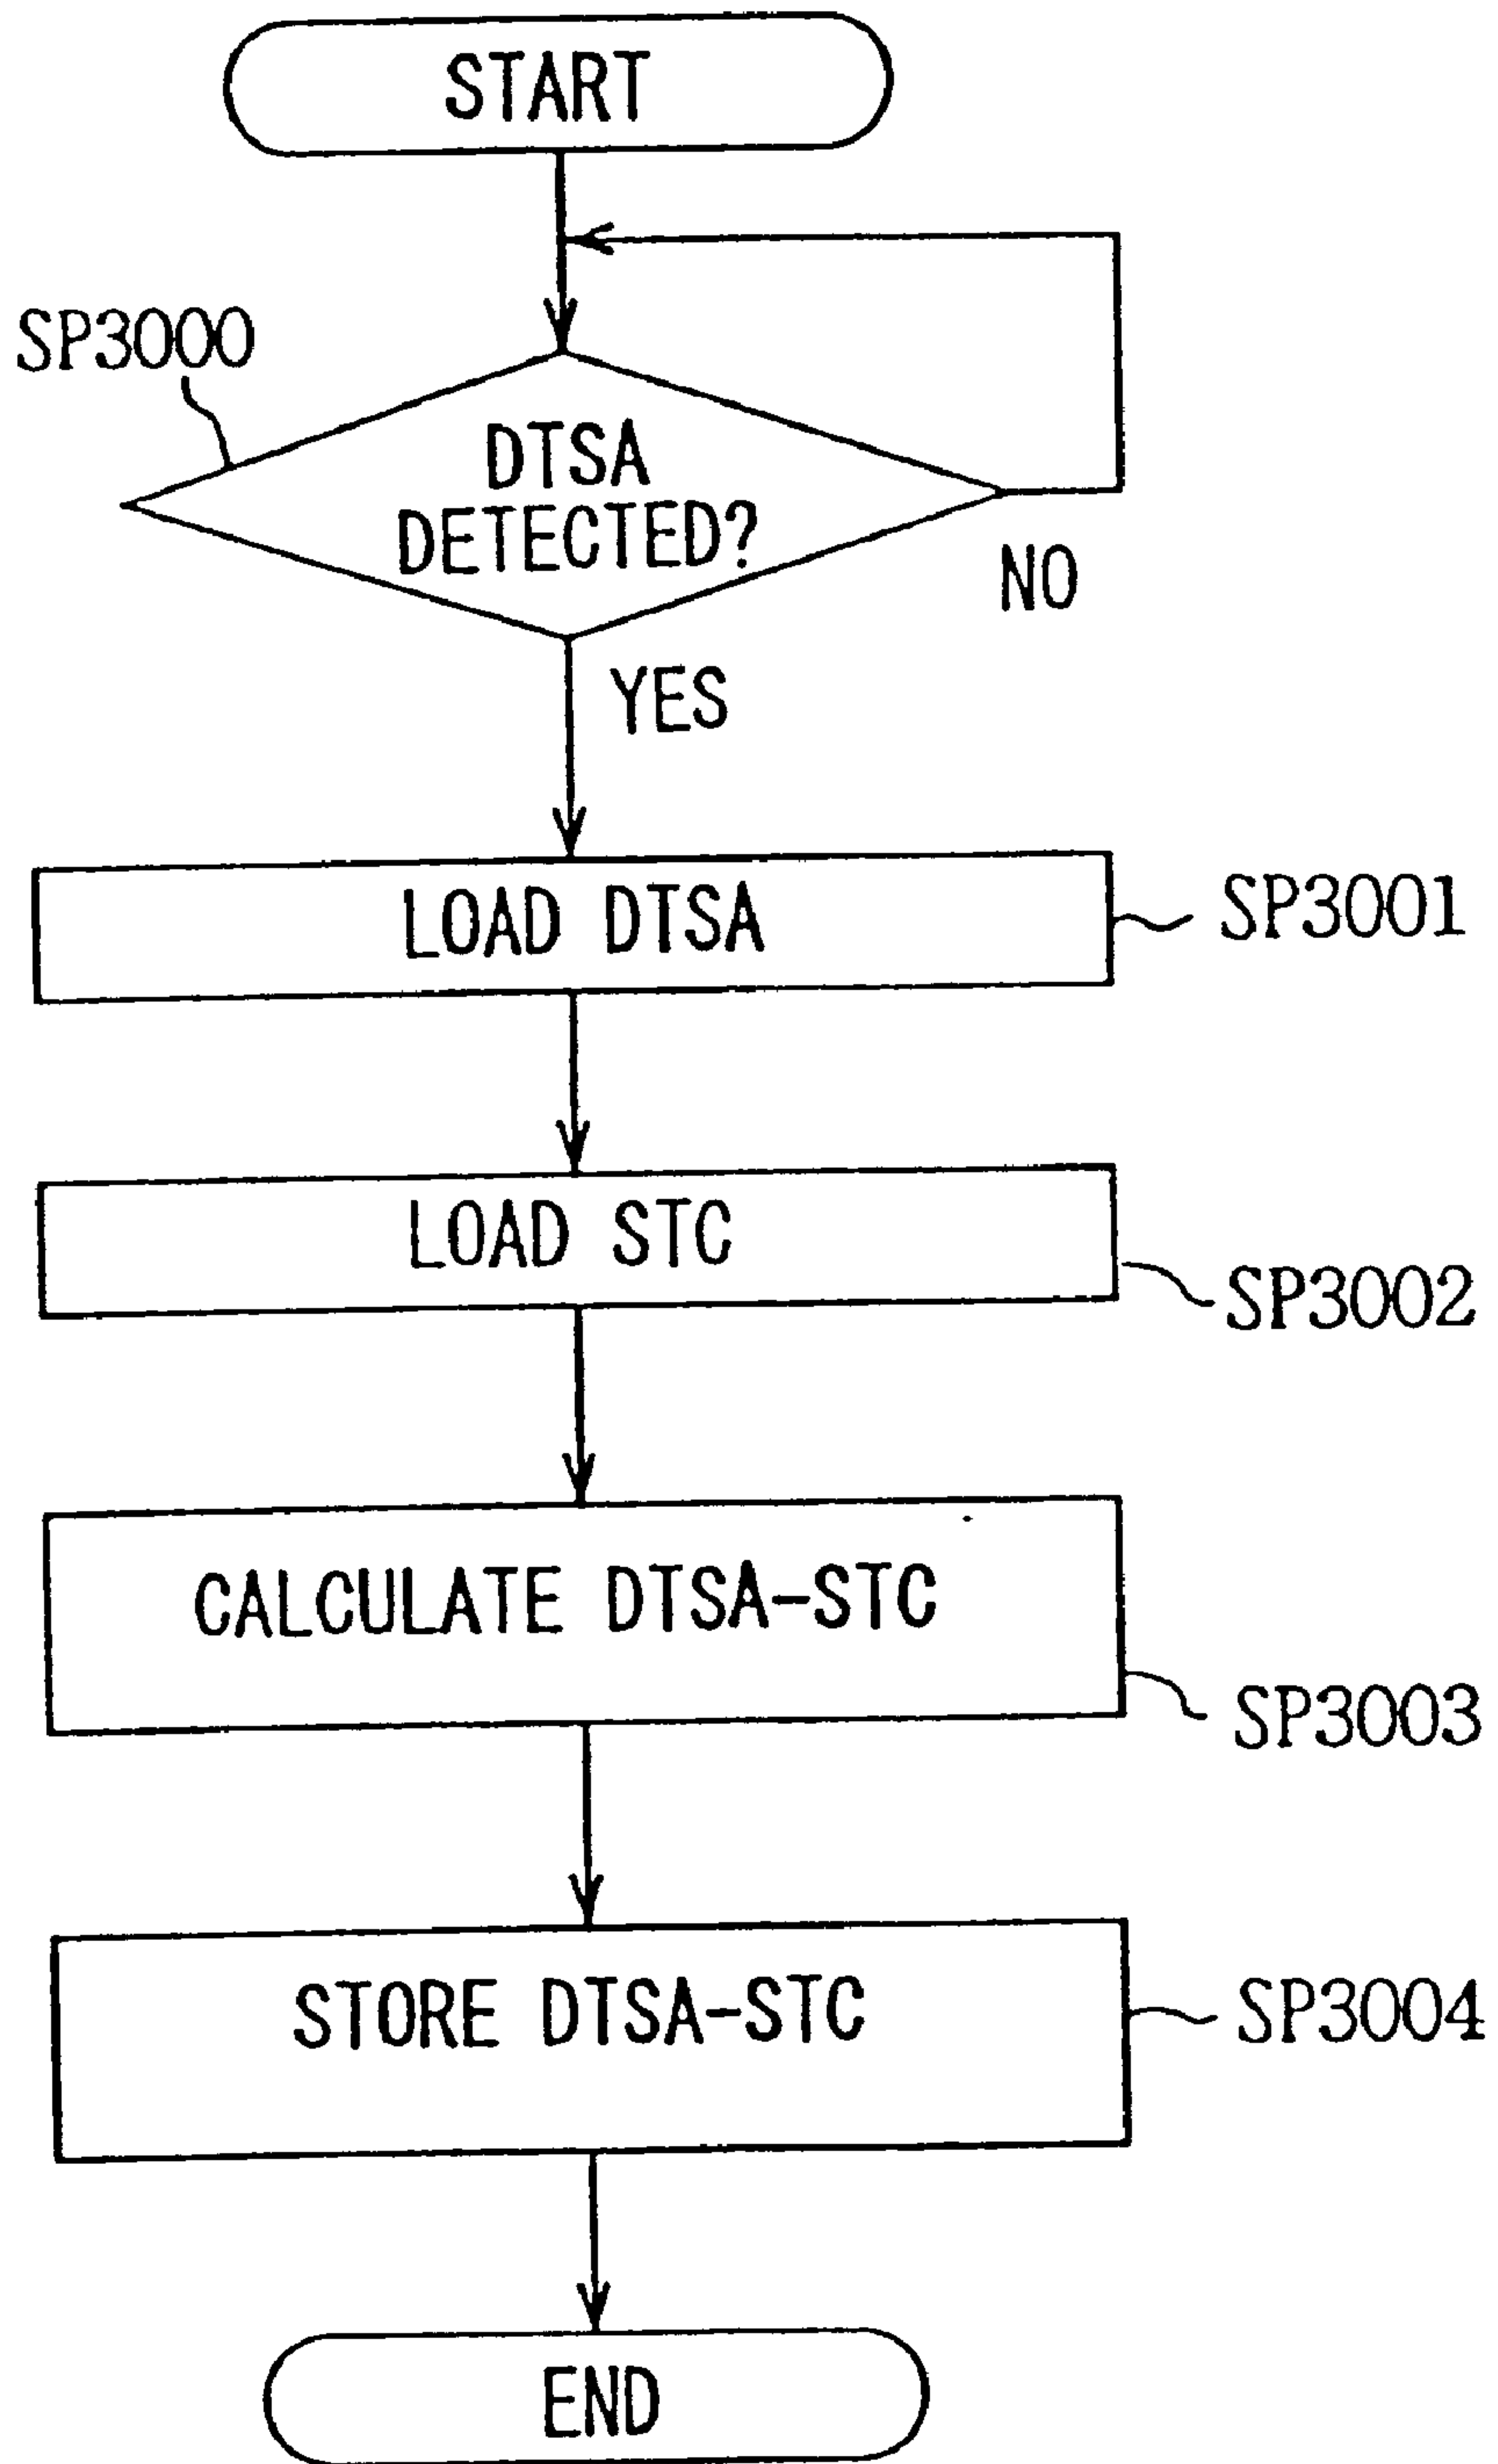 START
SP3000
DTSA
DETECTED?
NO
YES
LOAD DTSA
SP3001
LOAD STC
SP3002
CALCULATE DTSA-STC
SP3003
STORE DTSA-STC
SP3004
END